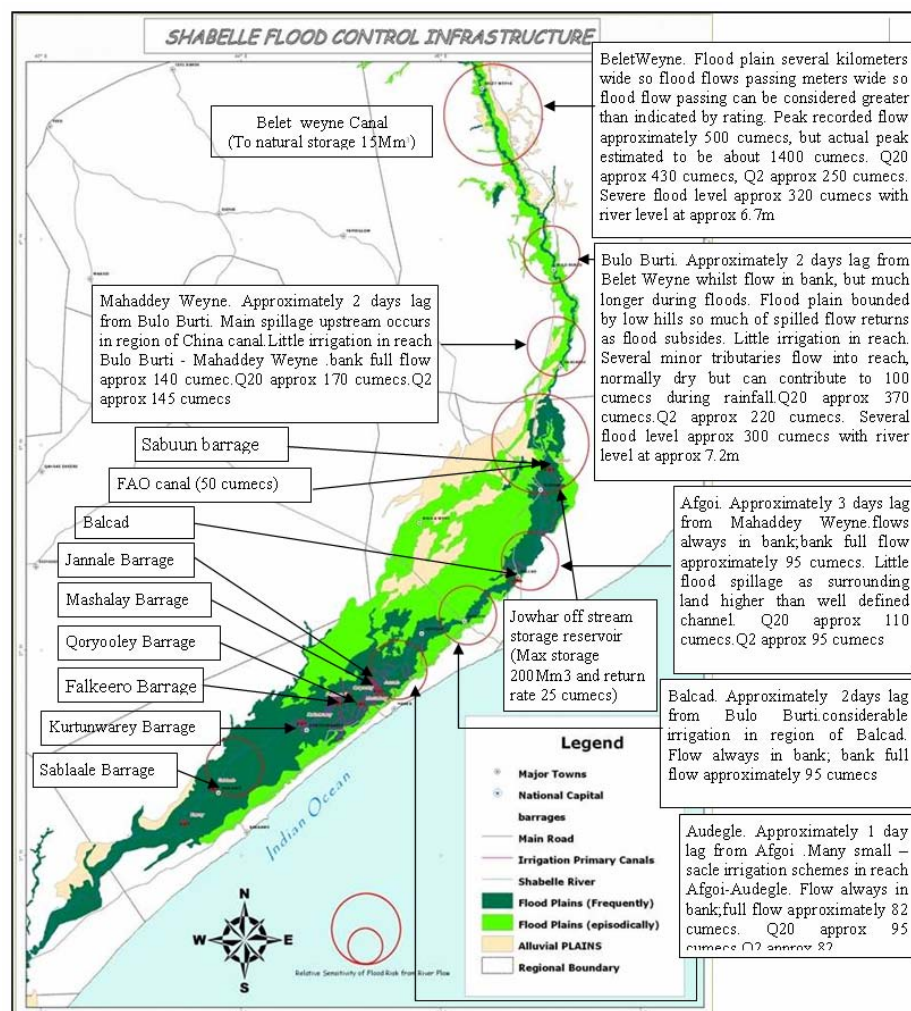 SHABELLE FLOOD CONTROL INFRASTRUCTURE
BeletWeyne. Flood plain several kilometers
wide so flood flows passing meters wide so
flood flow passing can be considered greater
than indicated by rating. Peak recorded flow
approximately 500 cumecs, but actual peak
estimated to be about 1400 cumecs. Q20
approx 430 cumecs, Q2 approx 250 cumecs.
Severe flood level approx 320 cumecs with
river level at approx 6.7m
Belet weyne Canal
(To natural storage 15Mm³)
Bulo Burti. Approximately 2 days lag from
Belet Weyne whilst flow in bank, but much
longer during floods. Flood plain bounded
by low hills so much of spilled flow returns
as flood subsides. Little irrigation in reach.
Several minor tributaries flow into reach,
normally dry but can contribute to 100
cumecs during rainfall.Q20 approx 370
cumecs.Q2 approx 220 cumecs. Several
flood level approx 300 cumecs with river
level at approx 7.2m
Mahaddey Weyne. Approximately 2 days lag
from Bulo Burti. Main spillage upstream occurs
in region of China canal.Little irrigation in reach
Bulo Burti - Mahaddey Weyne .bank full flow
approx 140 cumec.Q20 approx 170 cumecs.Q2
approx 145 cumecs
Sabuun barrage
FAO canal (50 cumecs)
Balcad
Jannale Barrage
Mashalay Barrage
Qoryooley Barrage
Falkeero Barrage
Kurtunwarey Barrage
Sablaale Barrage
Afgoi. Approximately 3 days lag
from Mahaddey Weyne.flows
always in bank;bank full flow
approximately 95 cumecs. Little
flood spillage as surrounding
land higher than well defined
channel. Q20 approx 110
cumecs.Q2 approx 95 cumecs
Jowhar off stream
storage reservoir
(Max storage
200Mm3 and return
rate 25 cumecs)
Balcad. Approximately 2days lag
from Bulo Burti.considerable
irrigation in region of Balcad.
Flow always in bank; bank full
flow approximately 95 cumecs
Audegle. Approximately 1 day
lag from Afgoi .Many small –
sacle irrigation schemes in reach
Afgoi-Audegle. Flow always in
bank;full flow approximately 82
cumecs. Q20 approx 95
cumecs.Q2 approx 82
Indian Ocean
Legend
Major Towns
National Capital
barrages
Main Road
Irrigation Primary Canals
Shabelle River
Flood Plains (Frequently)
Flood Plains (episodically)
Alluvial PLAINS
Regional Boundary
N
W
E
S
Relative Sensitivity of Flood Risk from River Flow